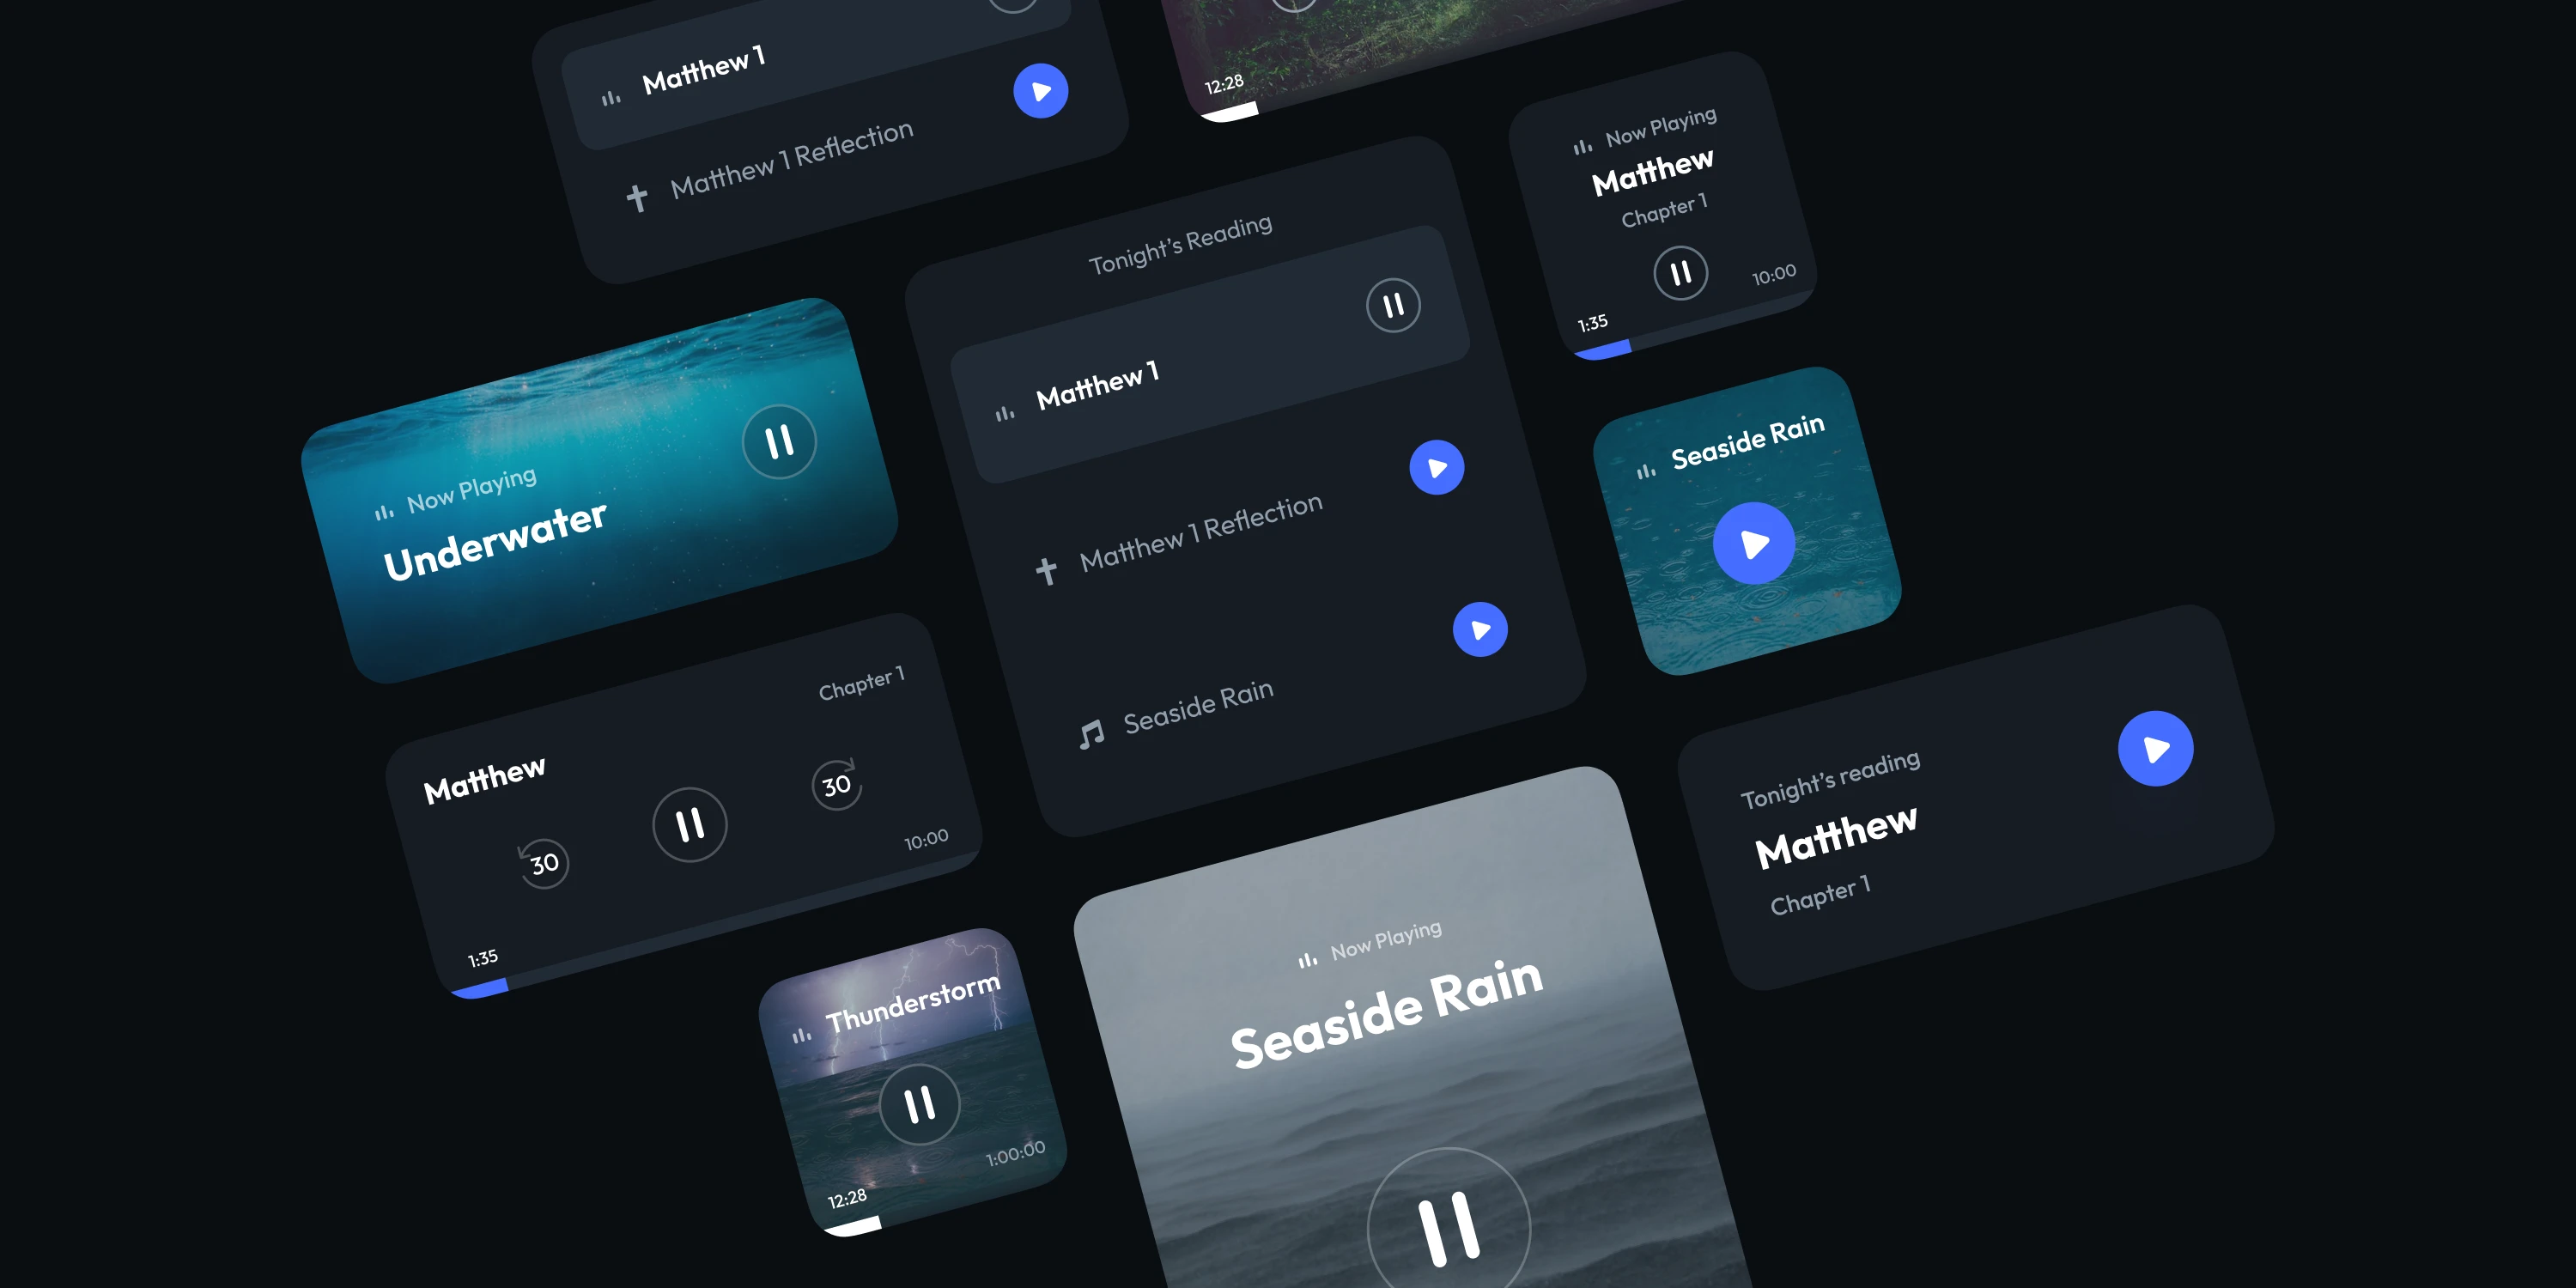 Matthew 1
Matthew 1 Reflection
12:28
Now Playing
Matthew
Chapter 1
10:00
1:35
Tonight's Reading
Matthew 1
Matthew 1 Reflection
Seaside Rain
Now Playing
Underwater
Seaside Rain
Chapter 1
Matthew
30
30
10:00
1:35
Tonight's reading
Matthew
Chapter 1
Thunderstorm
1:00:00
12:28
Now Playing
Seaside Rain